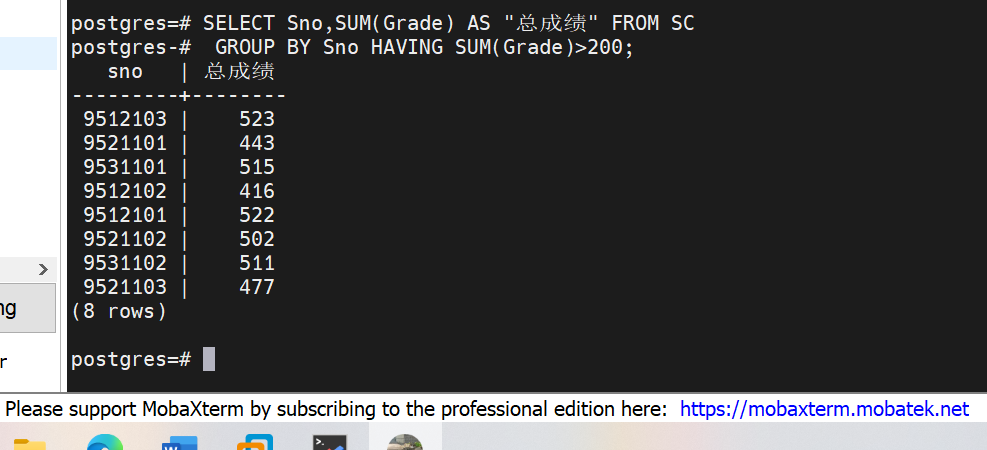 postgres=# SELECT Sno,SUM(Grade) AS "总成绩" FROM SC
postgres-#  GROUP BY Sno HAVING SUM(Grade)>200;
   sno   | 总成绩
---------+--------
 9512103 |    523
 9521101 |    443
 9531101 |    515
 9512102 |    416
 9512101 |    522
 9521102 |    502
 9531102 |    511
 9521103 |    477
(8 rows)
ng
r
postgres=#
Please support MobaXterm by subscribing to the professional edition here: https://mobaxterm.mobatek.net